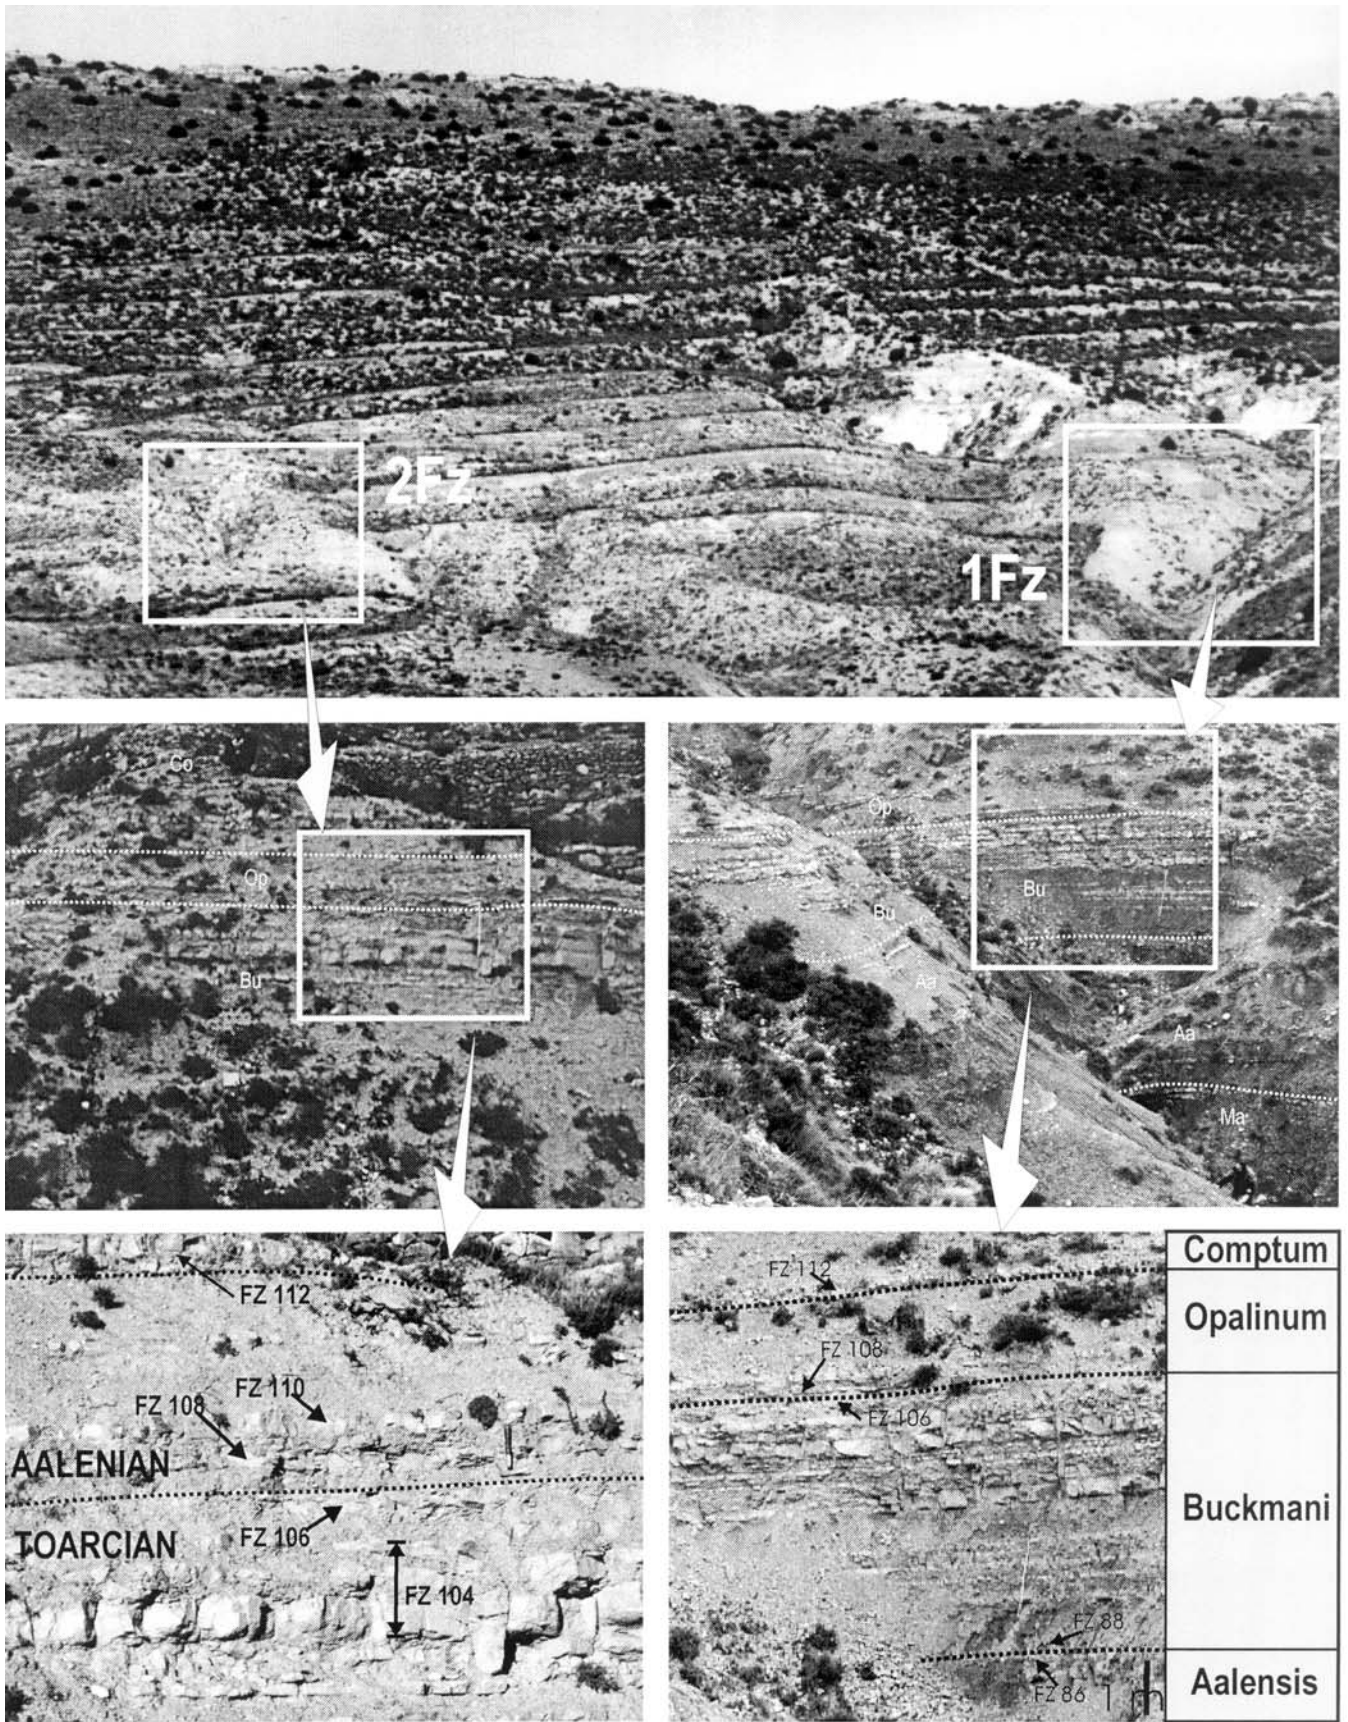 2Fz
1Fz
Co
Op
Bu
Op
Bu
Bu
Aa
Aa
Ma
FZ 112
FZ 110
FZ 108
AALENIAN
FZ 106
TOARCIAN
FZ 104
FZ 112
FZ 108
FZ 106
FZ 88
FZ 86
1 m
Comptum
Opalinum
Buckmani
Aalensis